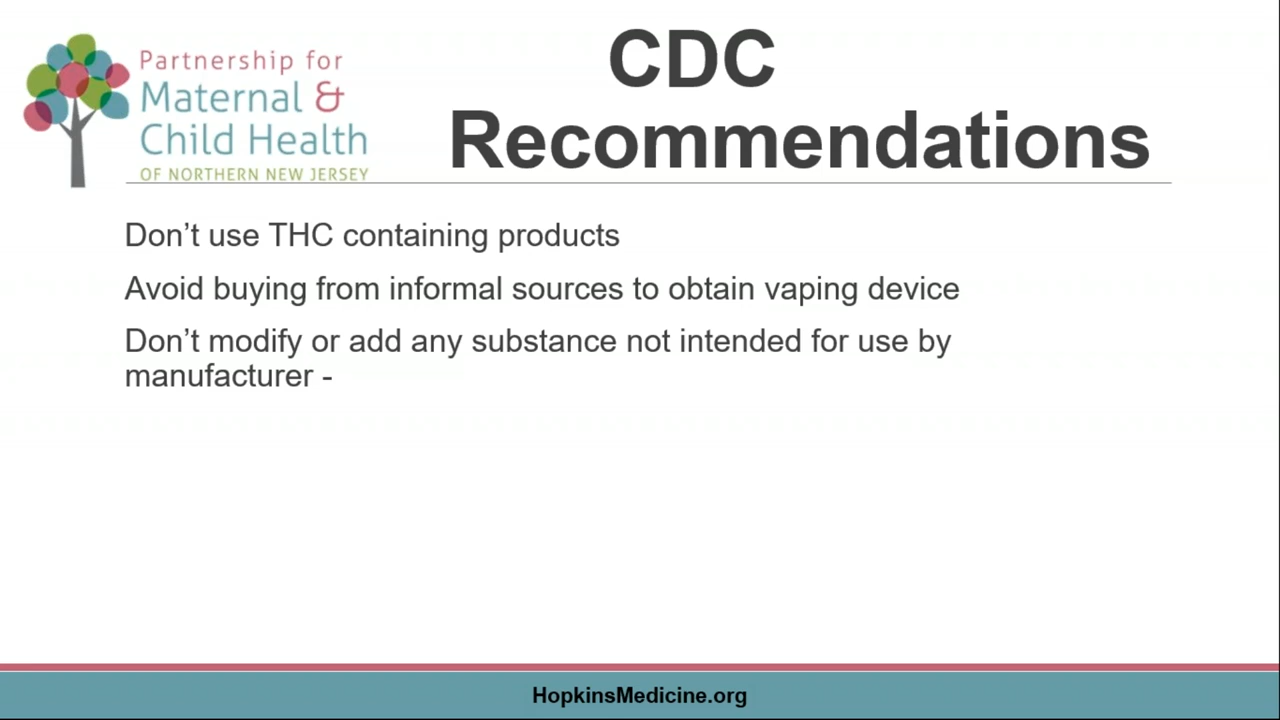 Partnership for
Maternal &
Child Health
OF NORTHERN NEW JERSEY
CDC
Recommendations
Don’t use THC containing products
Avoid buying from informal sources to obtain vaping device
Don’t modify or add any substance not intended for use by
manufacturer -
HopkinsMedicine.org